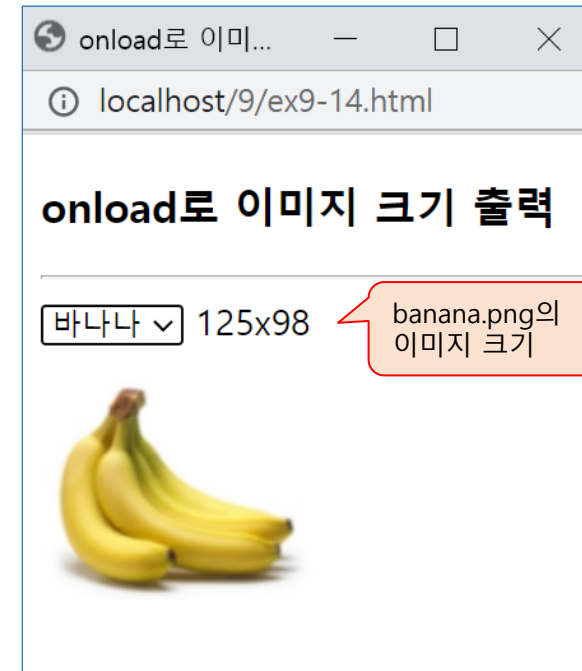 onload로 이미...
localhost/9/ex9-14.html
onload로 이미지 크기 출력
바나나 125x98
banana.png의
이미지 크기